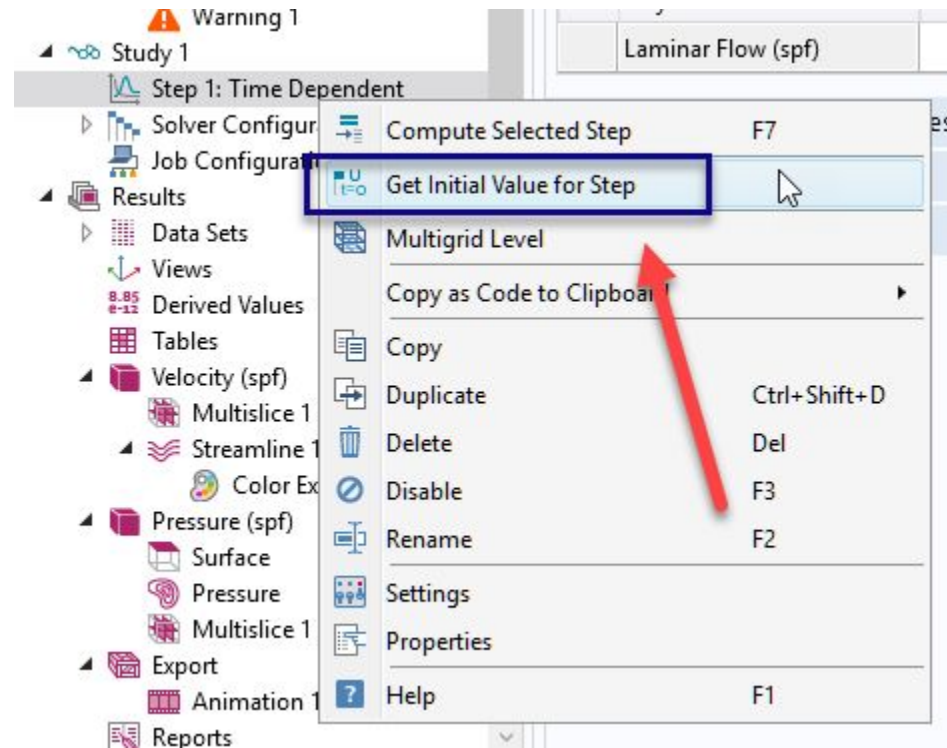 Warning 1
Study 1
Laminar Flow (spf)
Step 1: Time Dependent
Solver Configur
Compute Selected Step F7
Job Configurati
Get Initial Value for Step
Results
Data Sets
Multigrid Level
Views
Derived Values
Copy as Code to Clipboard
Tables
Copy
Velocity (spf)
Duplicate Ctrl+Shift+D
Multislice 1
Streamline 1
Delete Del
Color Ex
Disable F3
Pressure (spf)
Rename F2
Surface
Pressure
Settings
Multislice 1
Properties
Export
Animation 1
Help F1
Reports